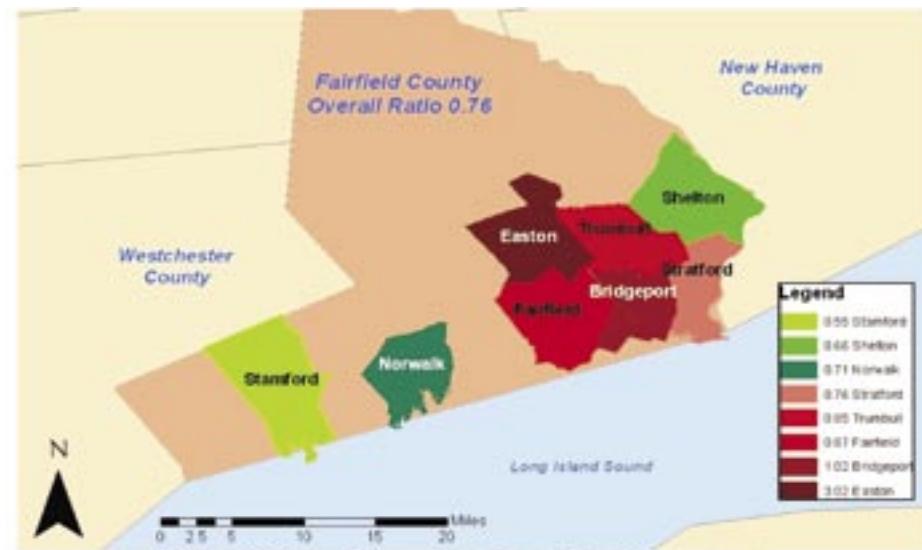 Fairfield County
Overall Ratio 0.76
New Haven
County
Westchester
County
Shelton
Easton
Trumbull
Stratford
Bridgeport
Fairfield
Norwalk
Stamford
Legend
0.55 Stamford
0.66 Shelton
0.71 Norwalk
0.76 Stratford
0.85 Trumbull
0.87 Fairfield
1.02 Bridgeport
3.02 Easton
Long Island Sound
N
Miles
0 2.5 5 10 15 20